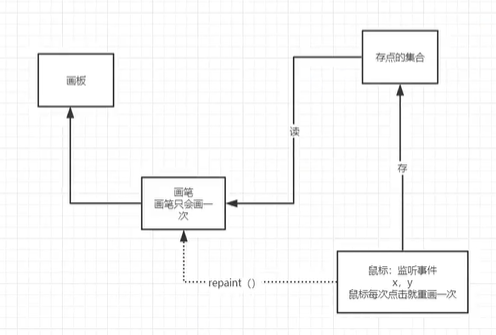 存点的集合
画板
读
存
画笔
画笔只会画一
次
鼠标：监听事件
x，y
鼠标每次点击就重画一次
repaint（）